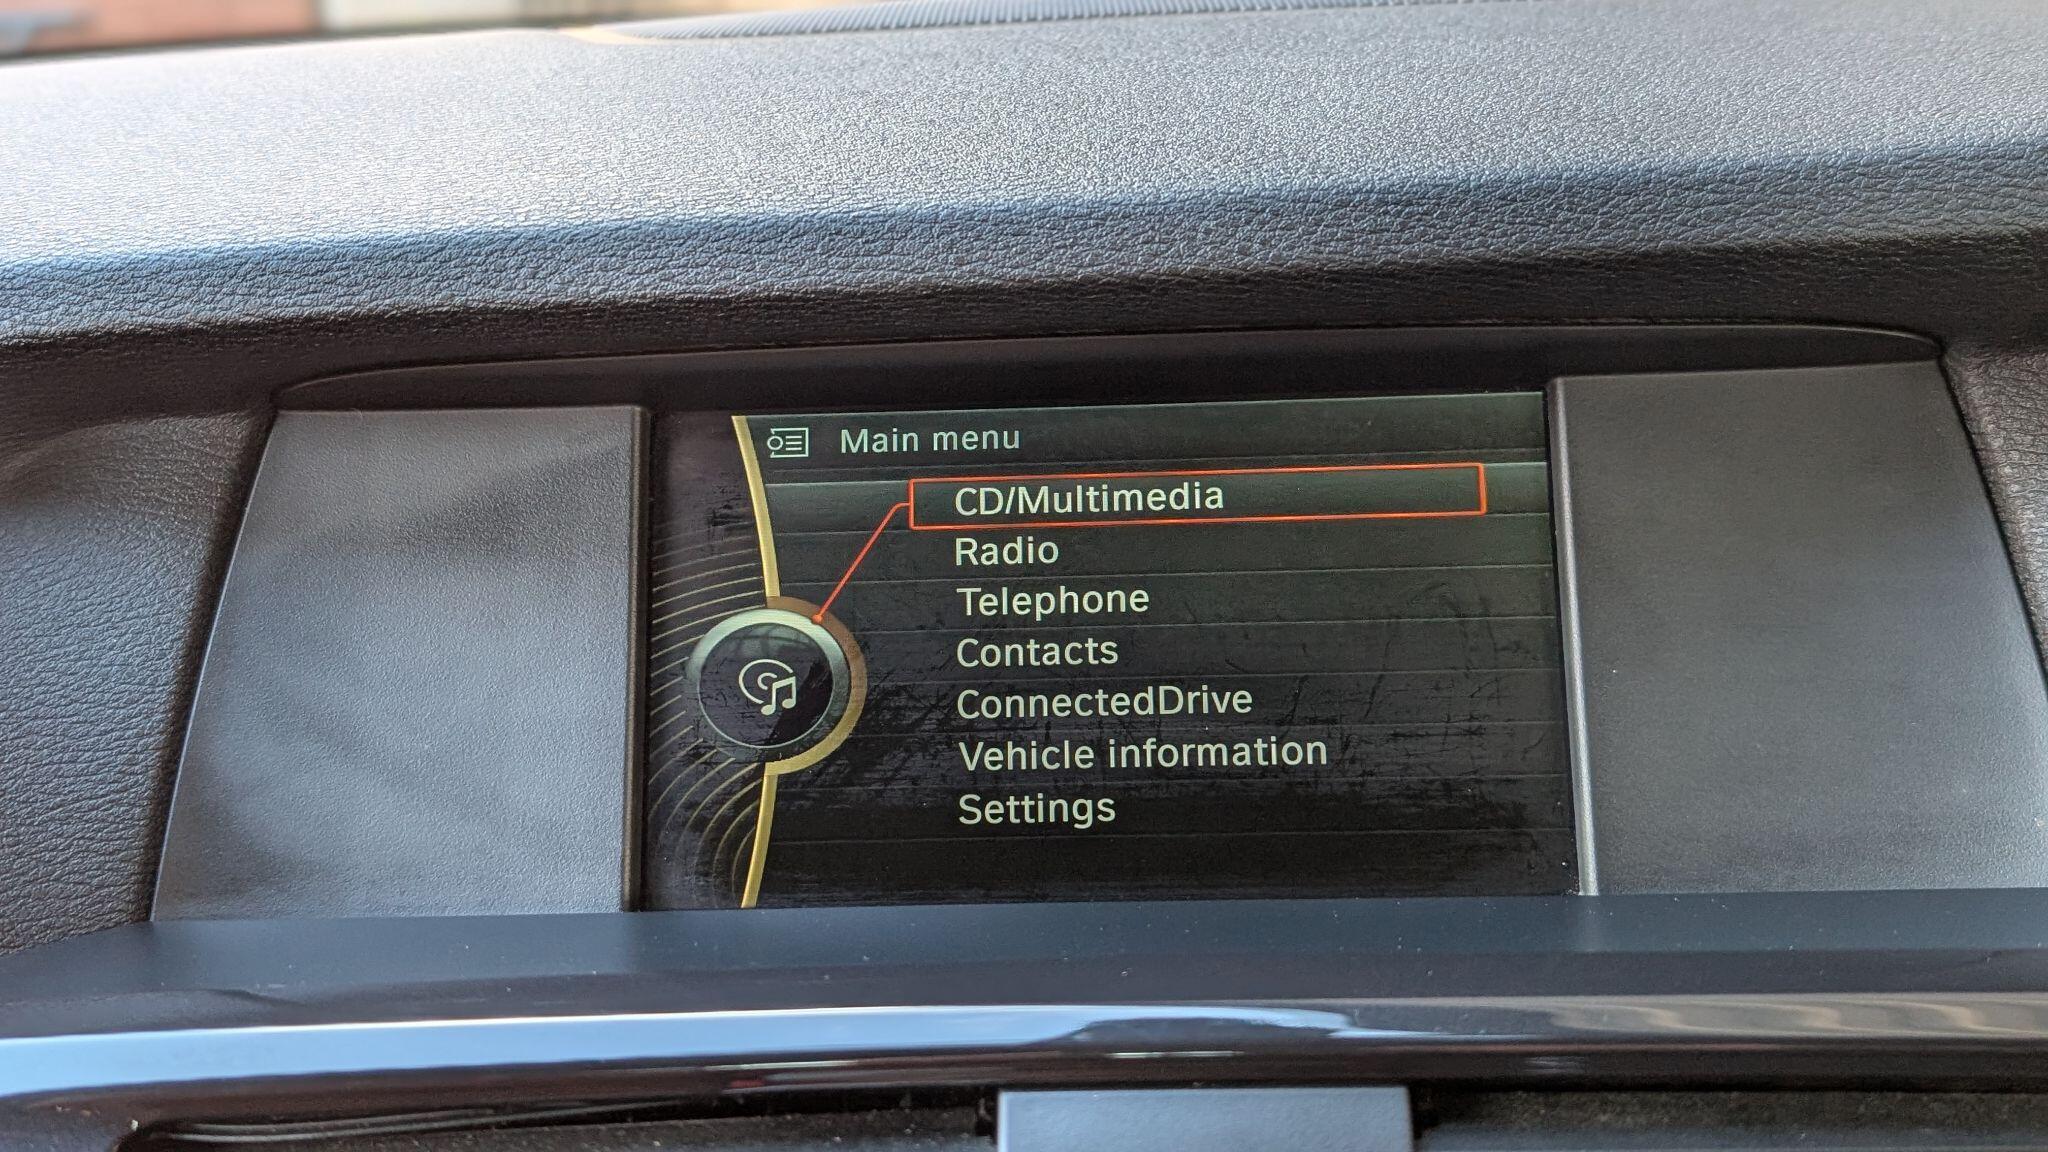 Main menu
CD/Multimedia
Radio
Telephone
Contacts
ConnectedDrive
Vehicle information
Settings